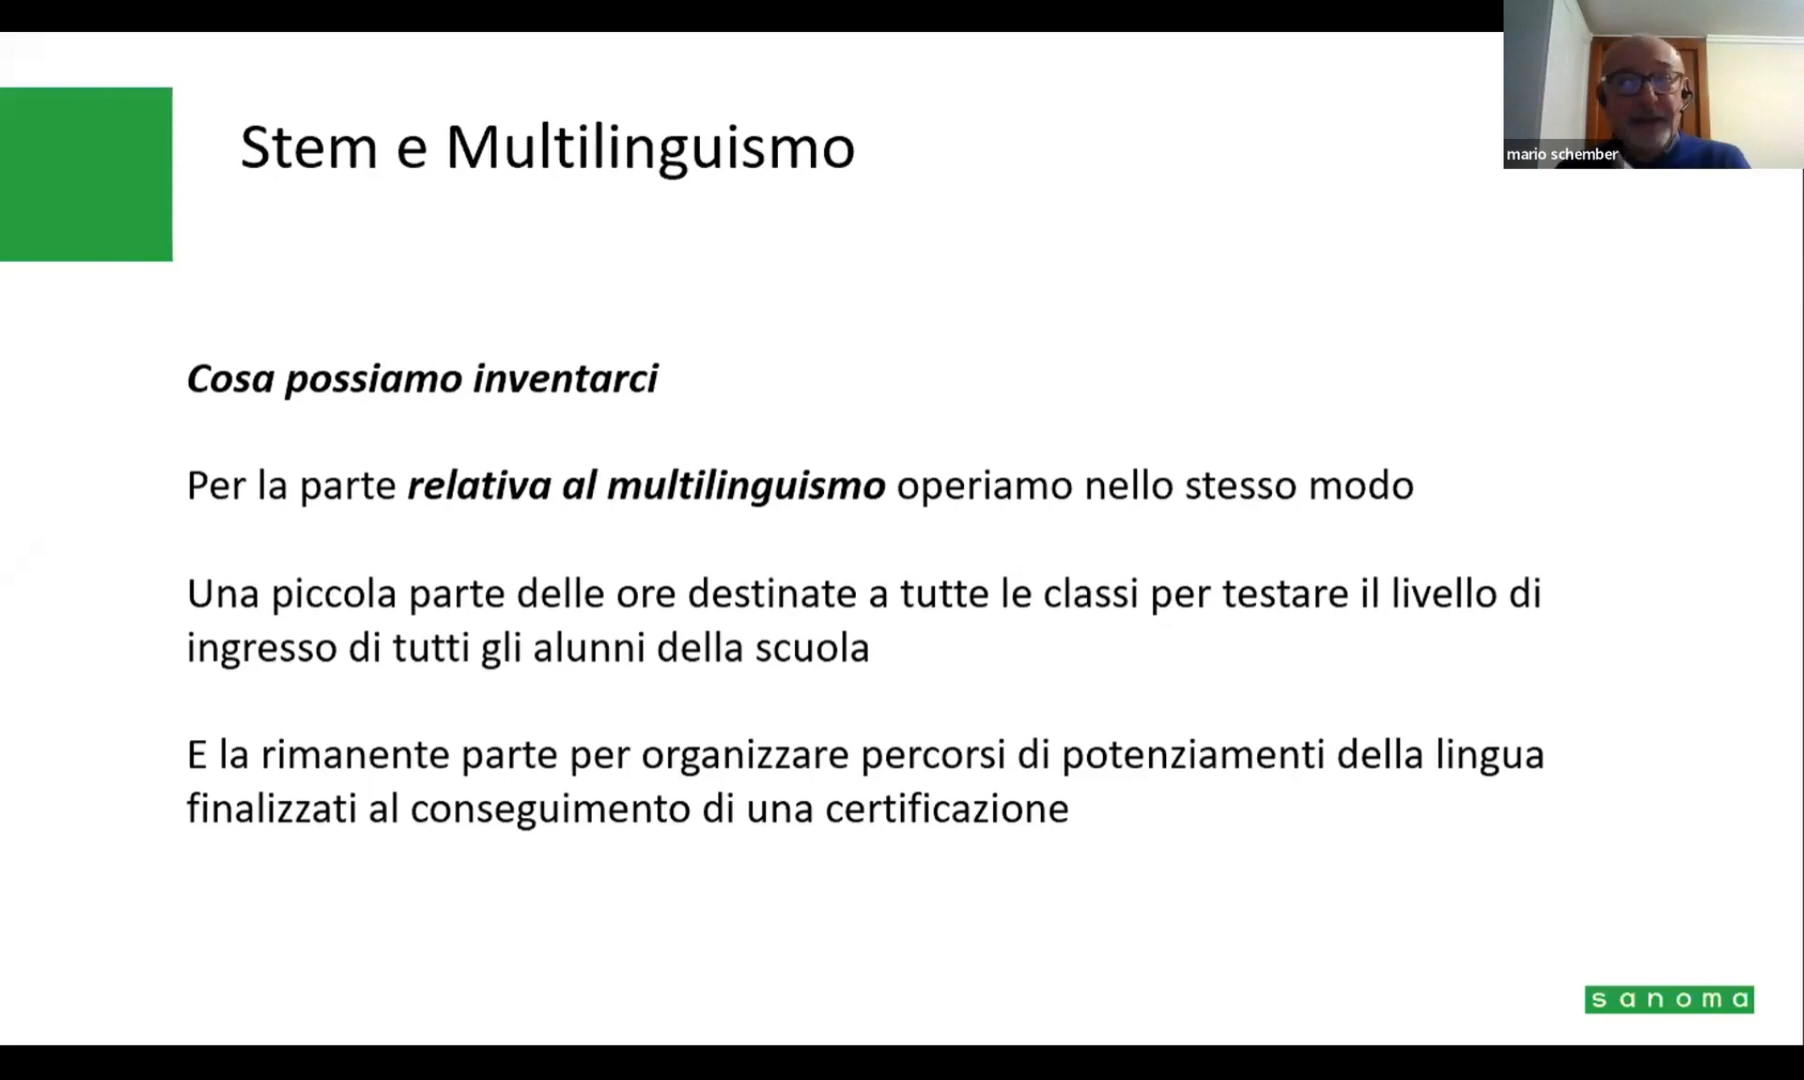 Stem e Multilinguismo
mario schember
Cosa possiamo inventarci
Per la parte relativa al multilinguismo operiamo nello stesso modo
Una piccola parte delle ore destinate a tutte le classi per testare il livello di
ingresso di tutti gli alunni della scuola
E la rimanente parte per organizzare percorsi di potenziamenti della lingua
finalizzati al conseguimento di una certificazione
sanoma